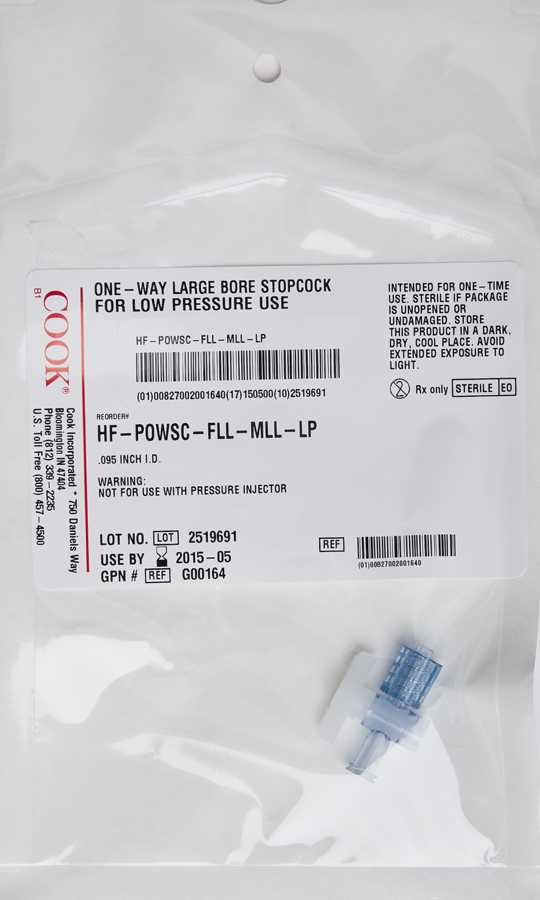 ONE-WAY LARGE BORE STOPCOCK
FOR LOW PRESSURE USE
HF-POWSC-FLL-MLL-LP
(01)00827002001640(17)150500(10)2519691
REORDER#
HF-POWSC-FLL-MLL-LP
.095 INCH I.D.
WARNING:
NOT FOR USE WITH PRESSURE INJECTOR
LOT NO. LOT 2519691
USE BY 2015-05
GPN # REF G00164
INTENDED FOR ONE-TIME
USE. STERILE IF PACKAGE
IS UNOPENED OR
UNDAMAGED. STORE
THIS PRODUCT IN A DARK,
DRY, COOL PLACE. AVOID
EXTENDED EXPOSURE TO
LIGHT.
2 Rx only STERILE EO
REF
(01)00827002001640
B1
COOK®
Cook Incorporated * 750 Daniels Way
Bloomington IN 47404
Phone (812) 339-2235
U.S. Toll Free (800) 457-4500